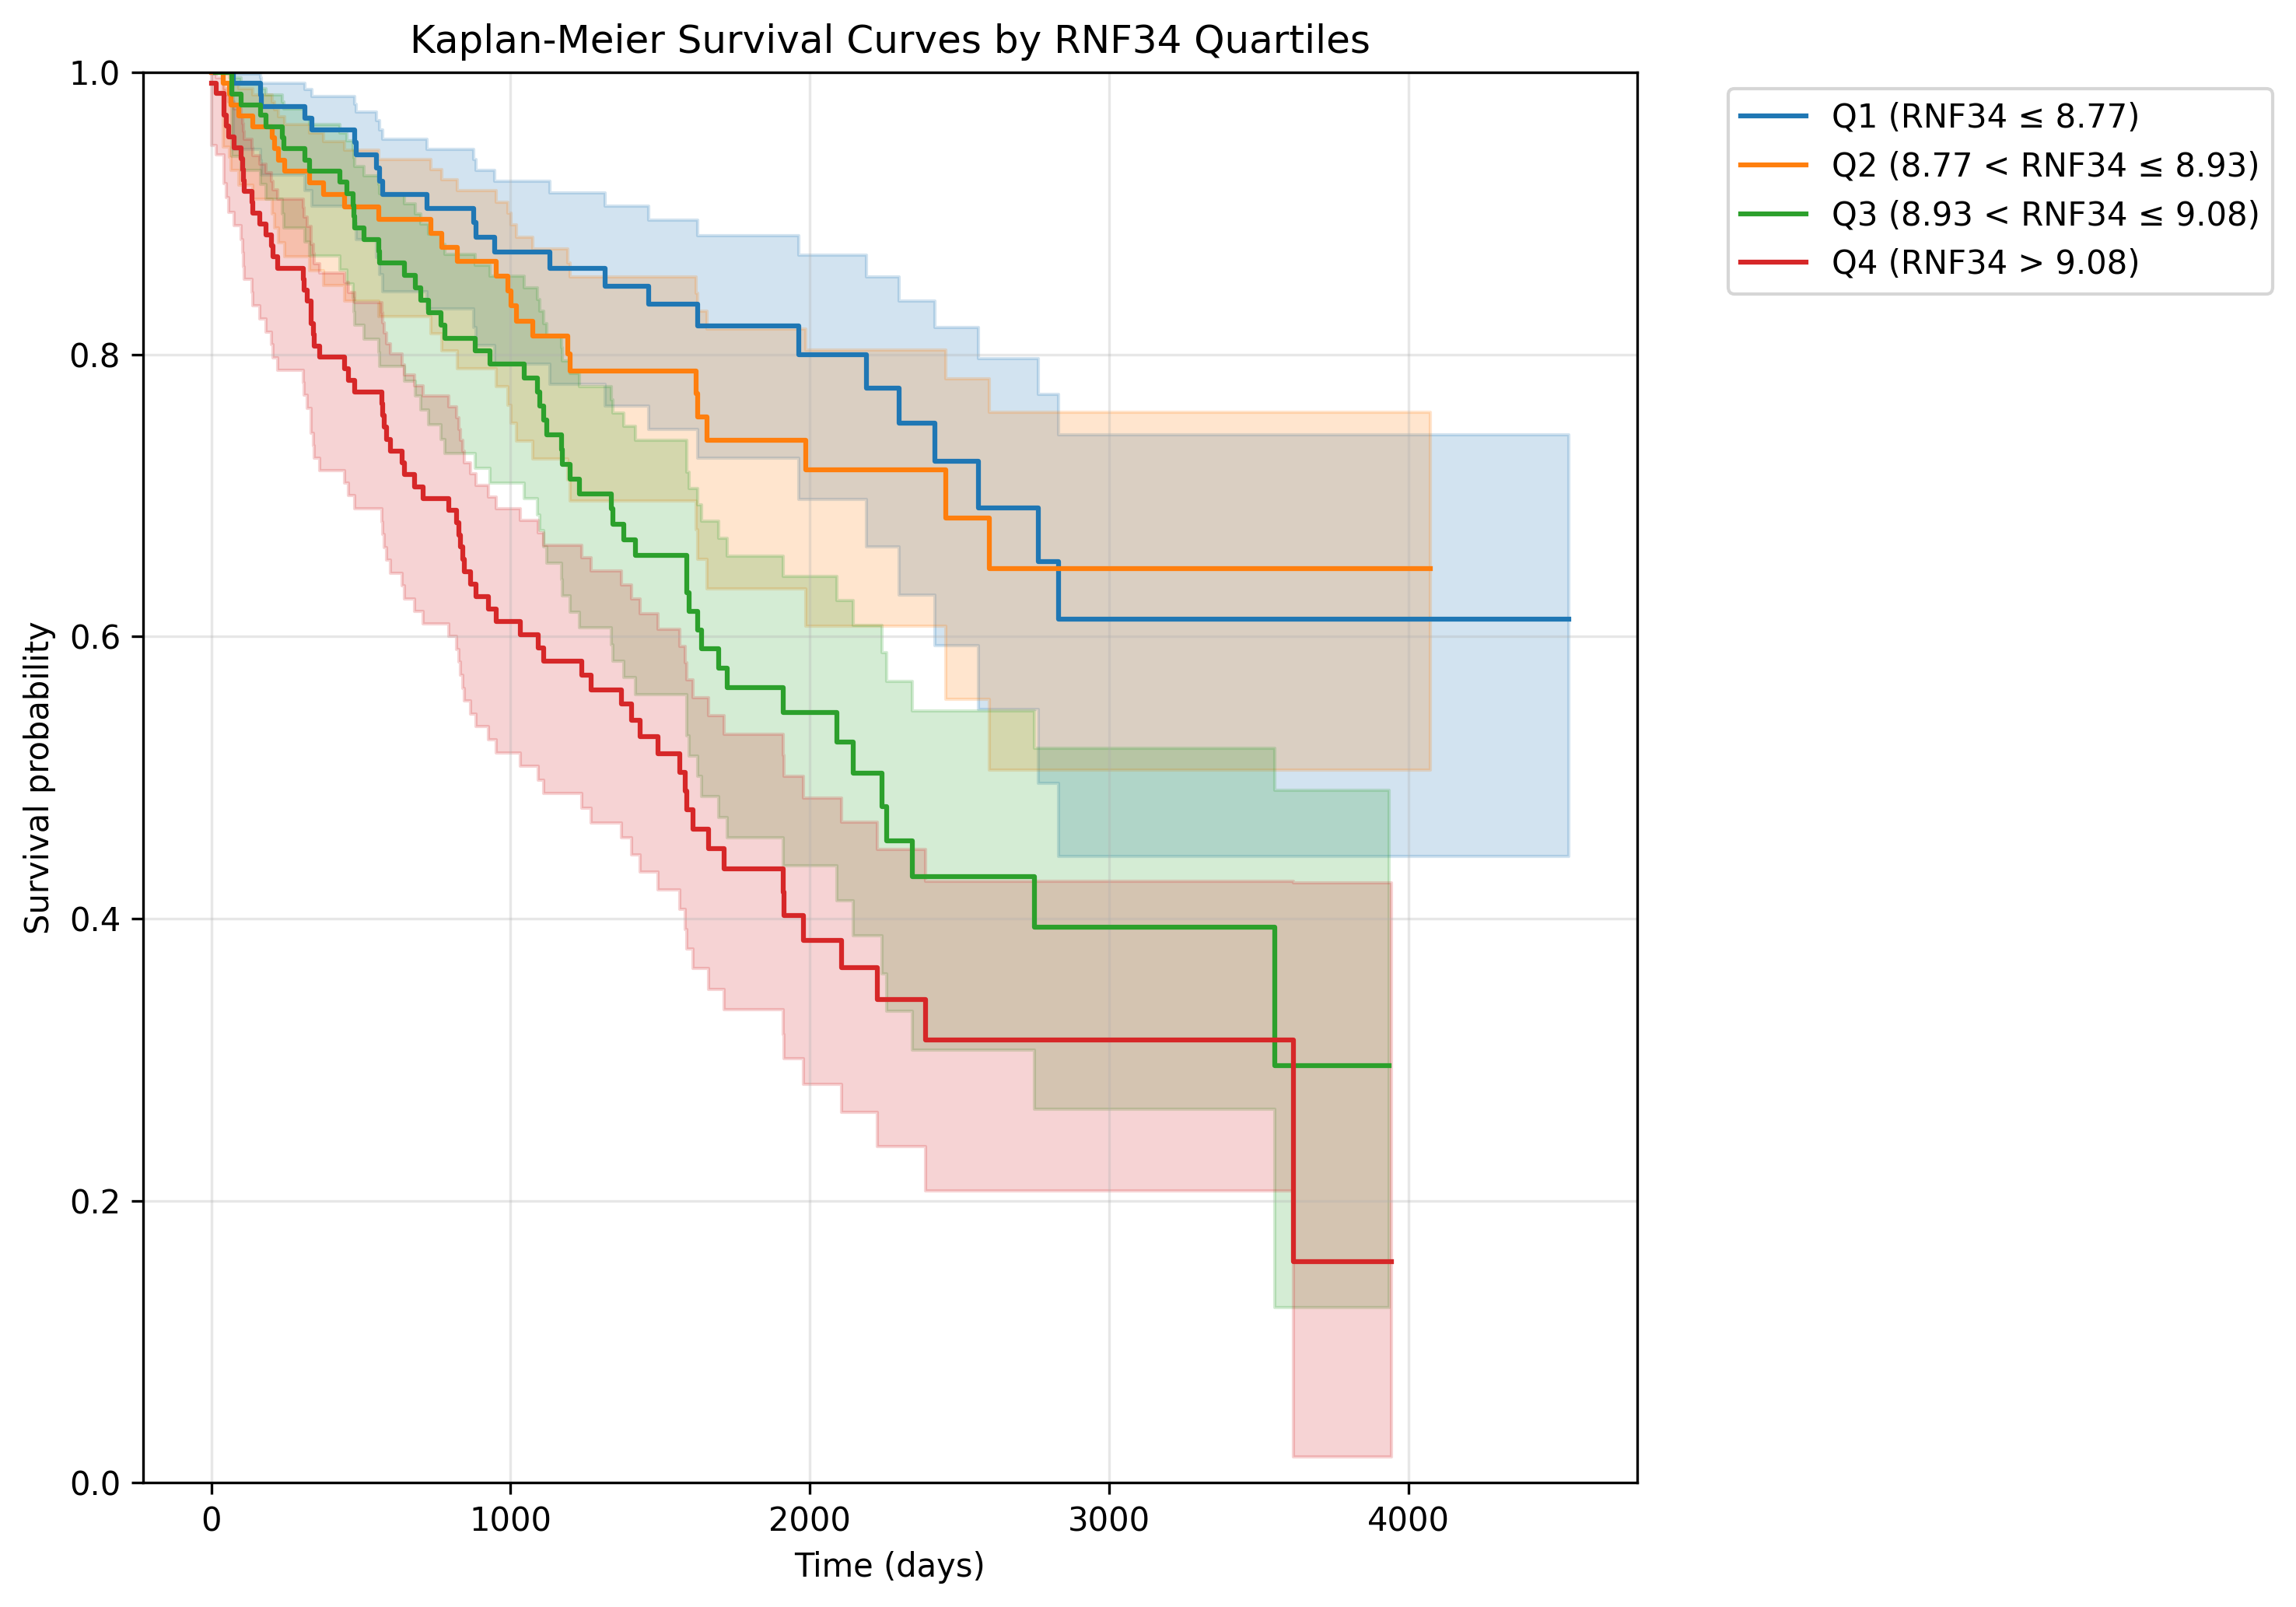 Kaplan-Meier Survival Curves by RNF34 Quartiles
1.0
0.8
0.6
0.4
0.2
0.0
Survival probability
0 1000 2000 3000 4000
Time (days)
Q1 (RNF34 ≤ 8.77)
Q2 (8.77 < RNF34 ≤ 8.93)
Q3 (8.93 < RNF34 ≤ 9.08)
Q4 (RNF34 > 9.08)